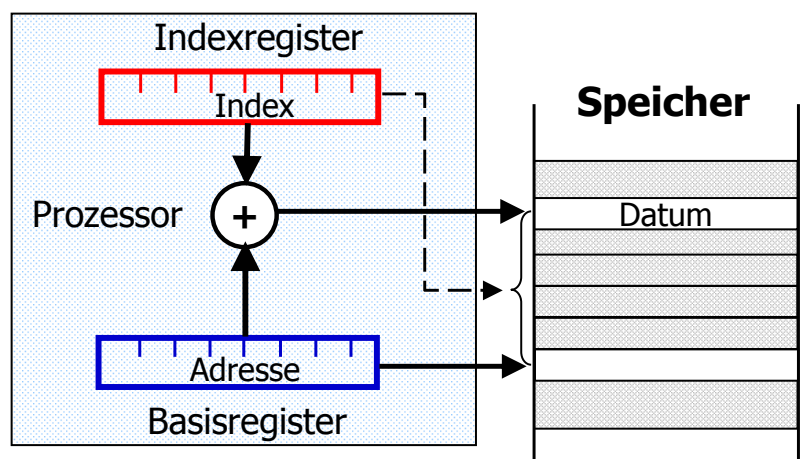 Indexregister
Index
Speicher
Prozessor
+
Datum
Adresse
Basisregister